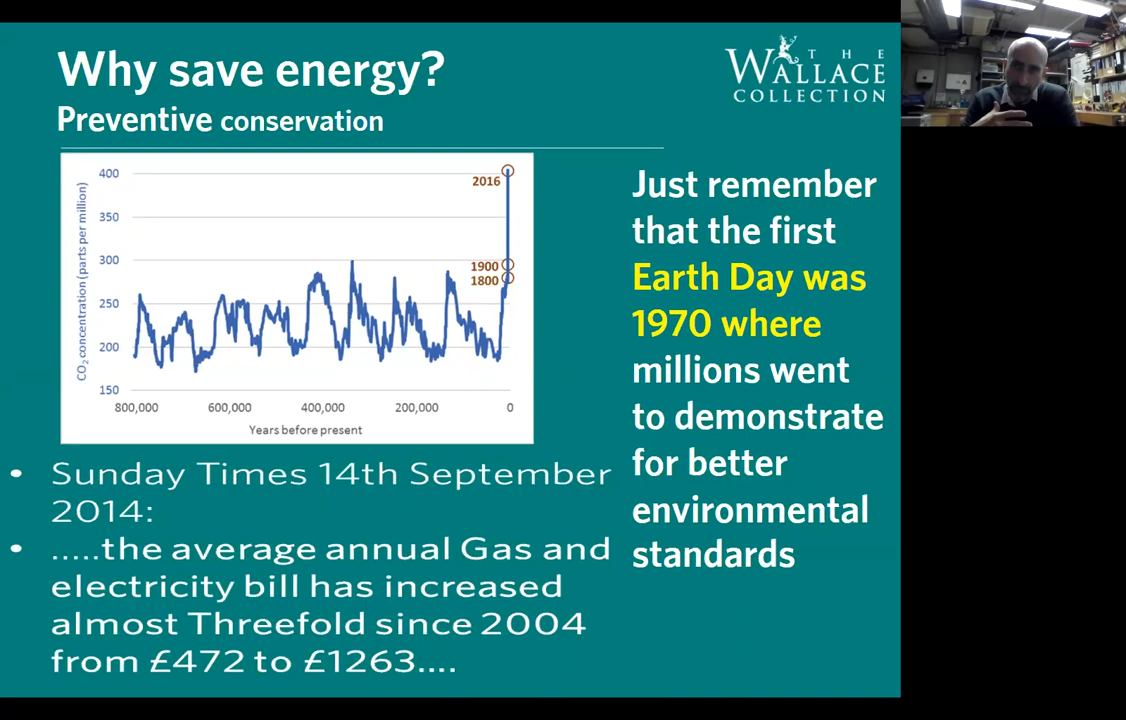 Why save energy?
Preventive conservation
THE
WALLACE
COLLECTION
CO2 concentration (parts per million)
400
350
300
250
200
150
2016
1900
1800
800,000
600,000
400,000
200,000
0
Years before present
• Sunday Times 14th September
2014:
• .....the average annual Gas and
electricity bill has increased
almost Threefold since 2004
from £472 to £1263....
Just remember
that the first
Earth Day was
1970 where
millions went
to demonstrate
for better
environmental
standards